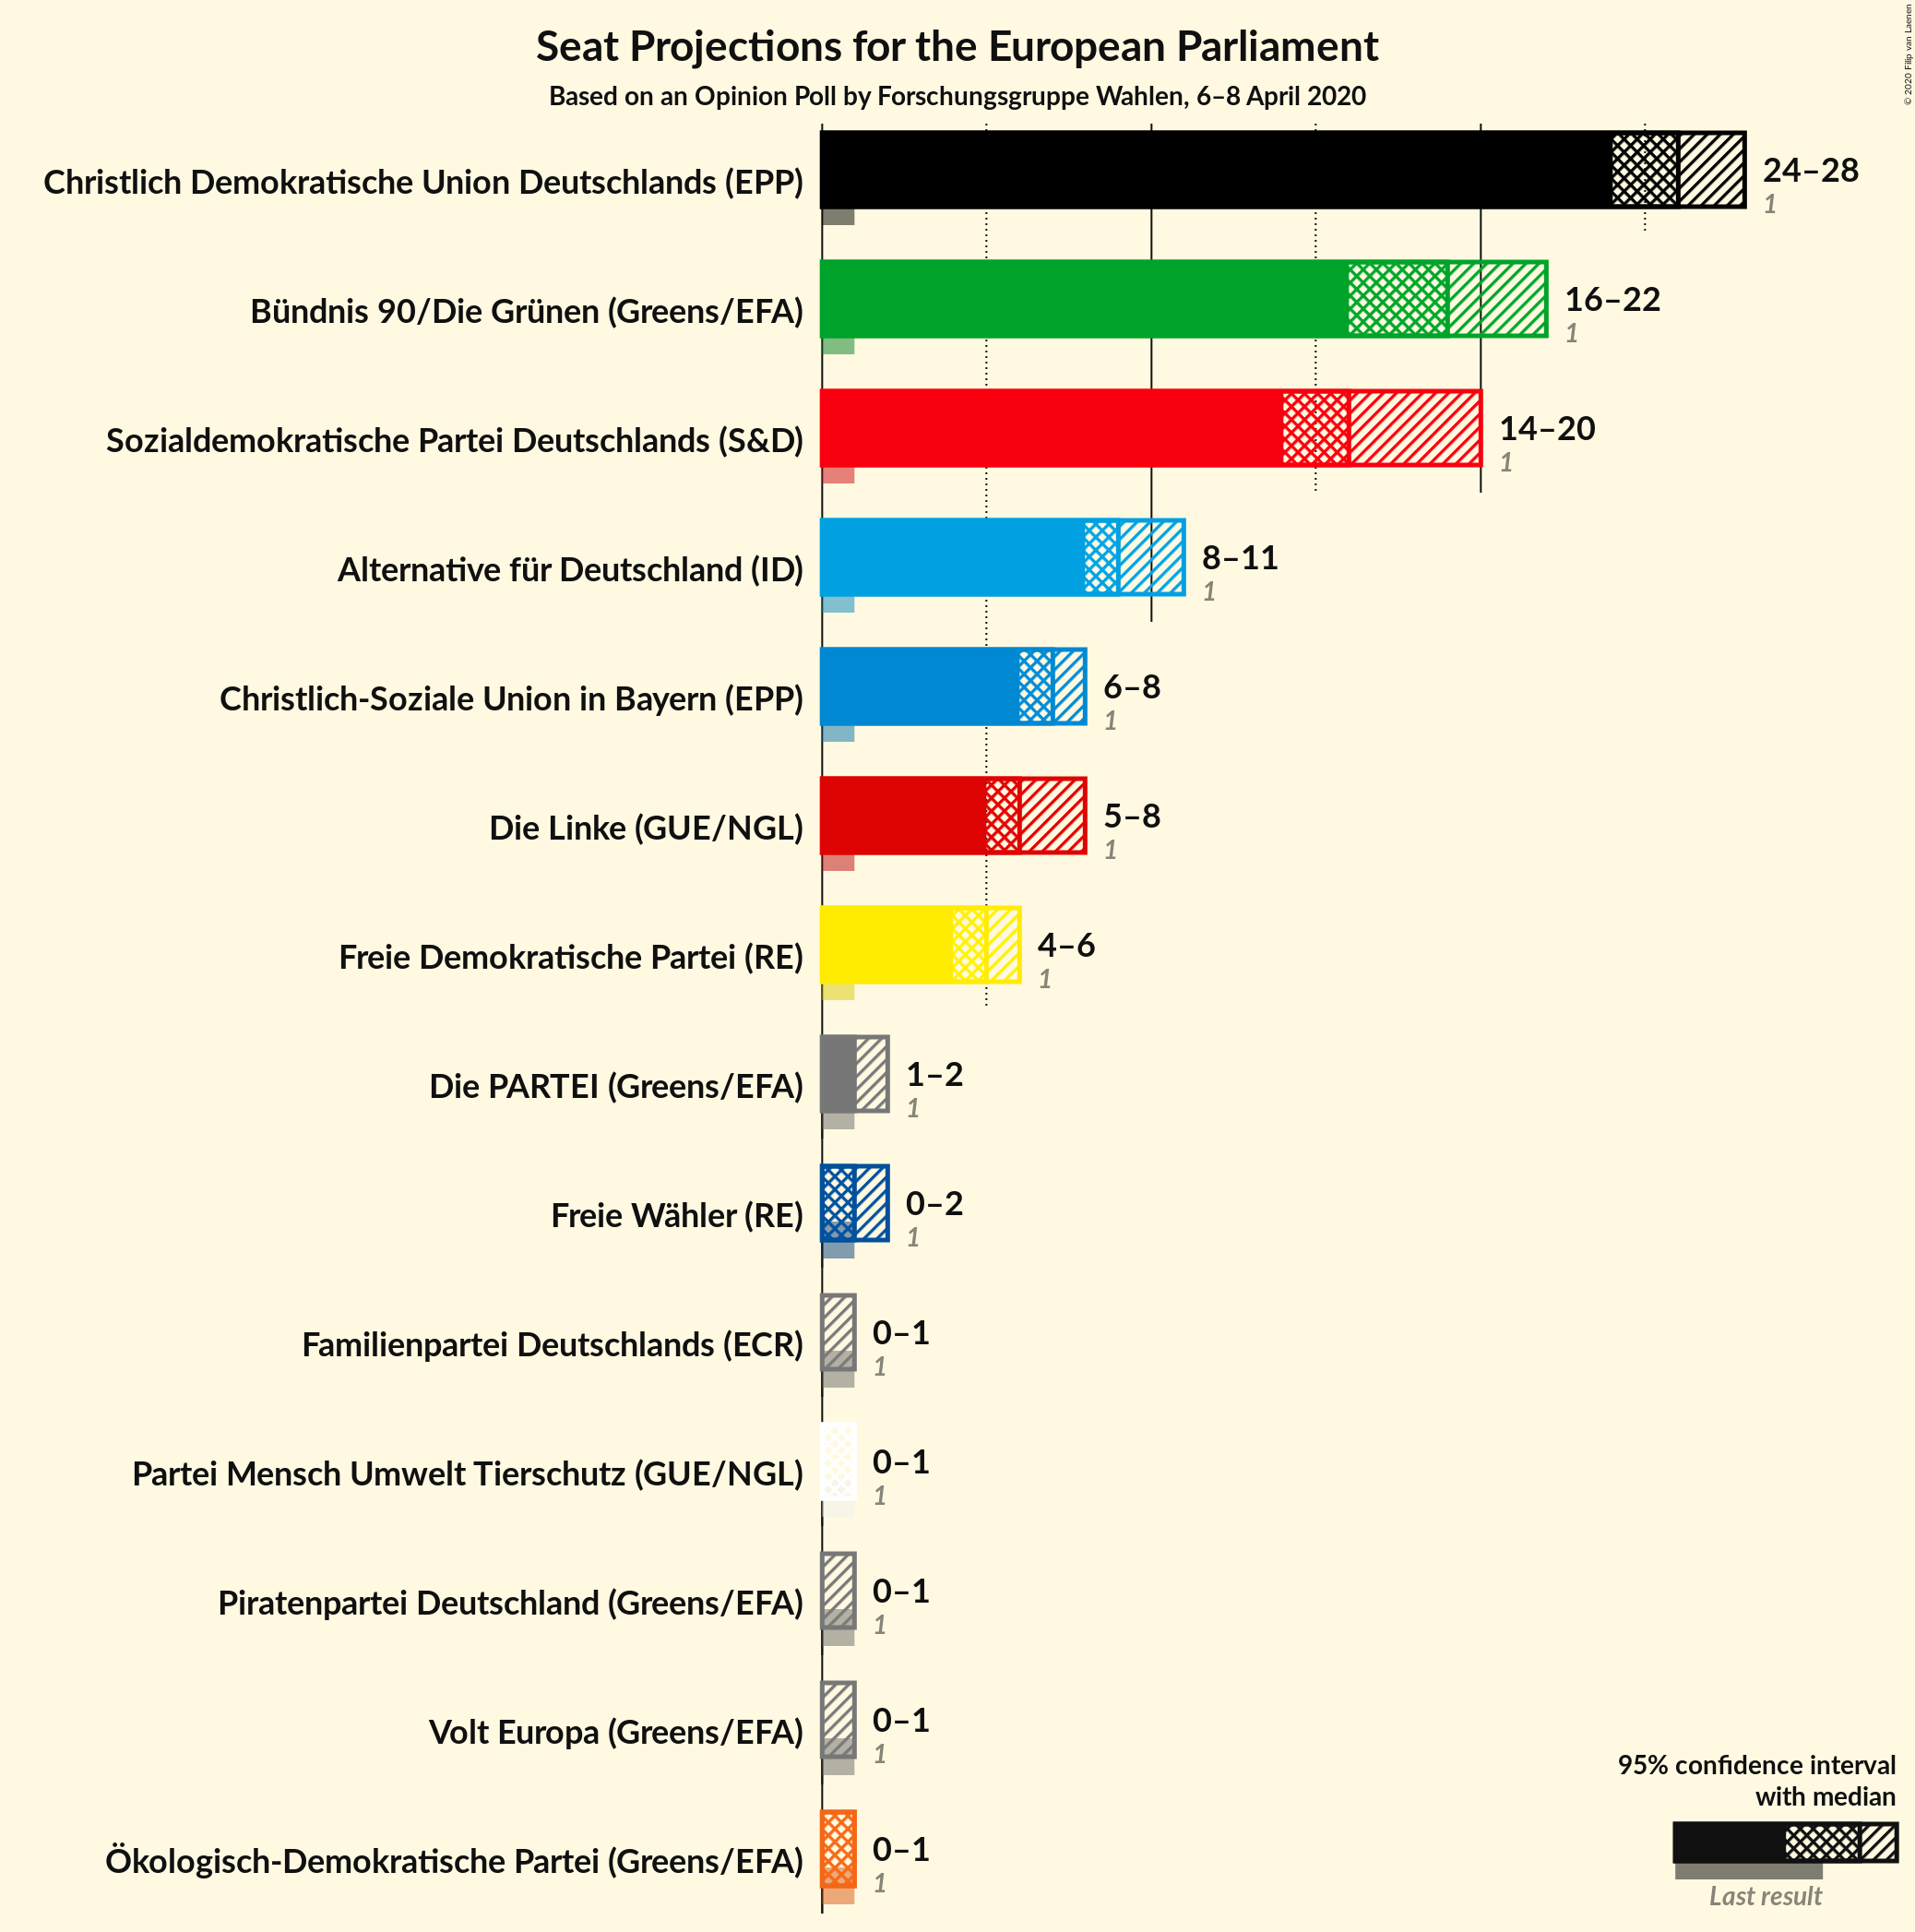 Seat Projections for the European Parliament
Based on an Opinion Poll by Forschungsgruppe Wahlen, 6–8 April 2020
© 2020 Filip van Laenen
Christlich Demokratische Union Deutschlands (EPP)
24–28
1
Bündnis 90/Die Grünen (Greens/EFA)
16–22
1
Sozialdemokratische Partei Deutschlands (S&D)
14–20
1
Alternative für Deutschland (ID)
8–11
1
Christlich-Soziale Union in Bayern (EPP)
6–8
1
Die Linke (GUE/NGL)
5–8
1
Freie Demokratische Partei (RE)
4–6
1
Die PARTEI (Greens/EFA)
1–2
1
Freie Wähler (RE)
0–2
1
Familienpartei Deutschlands (ECR)
0–1
1
Partei Mensch Umwelt Tierschutz (GUE/NGL)
0–1
1
Piratenpartei Deutschland (Greens/EFA)
0–1
1
Volt Europa (Greens/EFA)
0–1
1
Ökologisch-Demokratische Partei (Greens/EFA)
0–1
1
95% confidence interval
with median
Last result